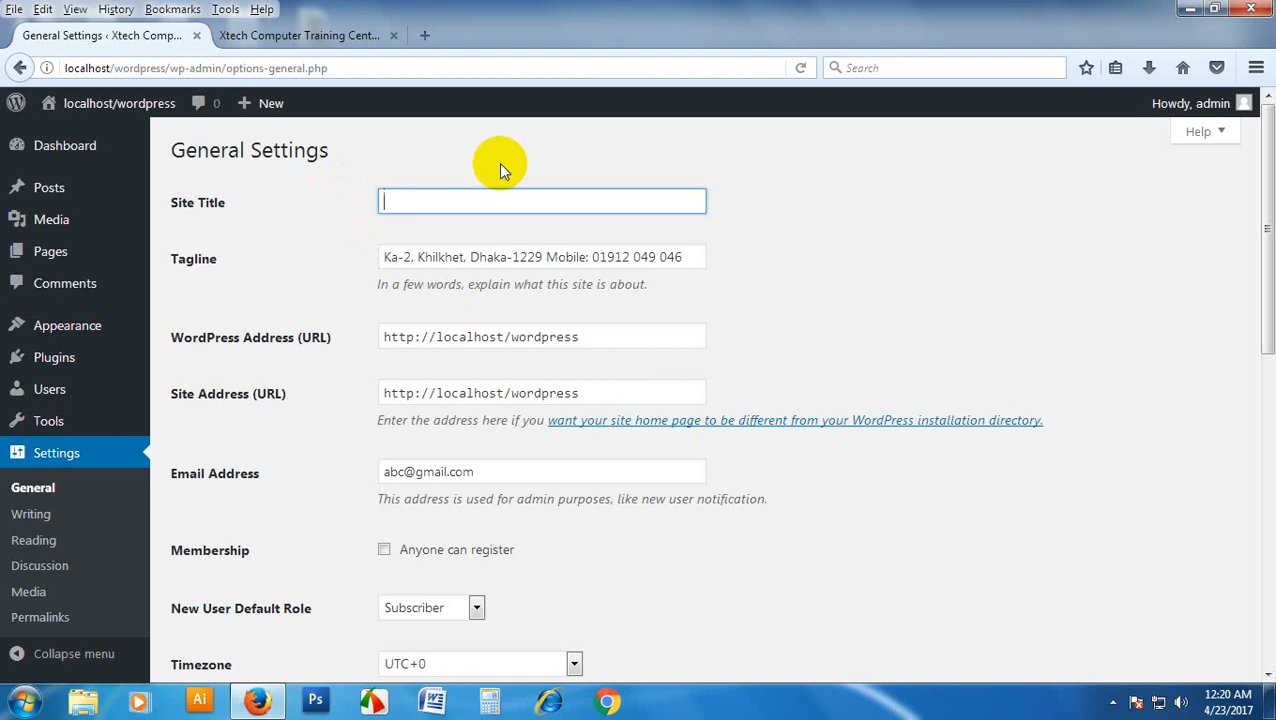 File Edit View History Bookmarks Tools Help
General Settings ‹ Xtech Comp... × Xtech Computer Training Cent... × +
localhost/wordpress/wp-admin/options-general.php Search
localhost/wordpress 0 + New Howdy, admin
Help
Dashboard
Posts
Media
Pages
Comments
Appearance
Plugins
Users
Tools
Settings
General
Writing
Reading
Discussion
Media
Permalinks
Collapse menu
General Settings
Site Title
Tagline Ka-2, Khilkhet, Dhaka-1229 Mobile: 01912 049 046
In a few words, explain what this site is about.
WordPress Address (URL) http://localhost/wordpress
Site Address (URL) http://localhost/wordpress
Enter the address here if you want your site home page to be different from your WordPress installation directory.
Email Address abc@gmail.com
This address is used for admin purposes, like new user notification.
Membership Anyone can register
New User Default Role Subscriber
Timezone UTC+0
Ai Ps W
12:20 AM
4/23/2017